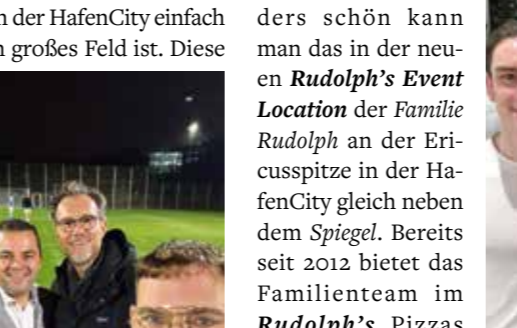 n der HafenCity einfach
n großes Feld ist. Diese
ders schön kann
man das in der neu-
en Rudolph's Event
Location der Familie
Rudolph an der Eri-
cusspitze in der Ha-
fenCity gleich neben
dem Spiegel. Bereits
seit 2012 bietet das
Familienteam im
Rudolph's Pizzas